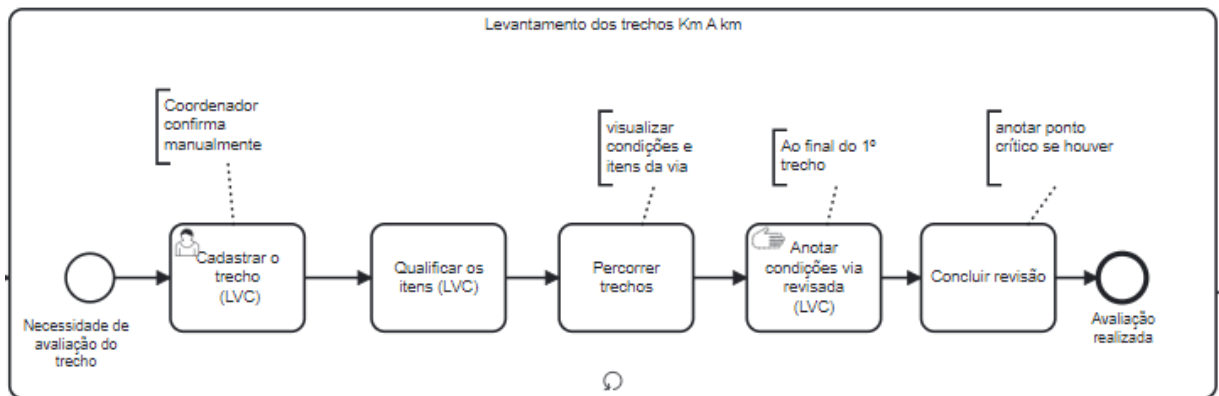 Levantamento dos trechos Km A km
Coordenador
confirma
manualmente
visualizar
condições e
itens da via
Ao final do 1º
trecho
anotar ponto
crítico se houver
Cadastrar o
trecho
(LVC)
Qualificar os
itens (LVC)
Percorrer
trechos
Anotar
condições via
revisada
(LVC)
Concluir revisão
Necessidade de
avaliação do
trecho
Avaliação
realizada